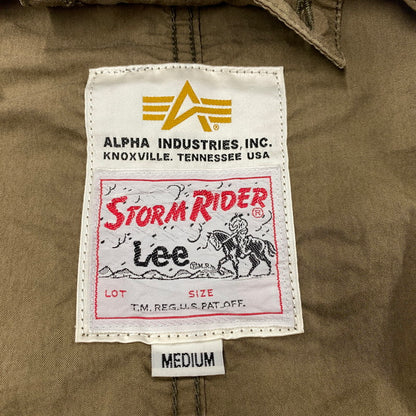 ALPHA INDUSTRIES, INC.
KNOXVILLE. TENNESSEE USA
STORM RIDER ®
Lee
LOT SIZE
T.M. REG. U.S. PAT. OFF.
MEDIUM